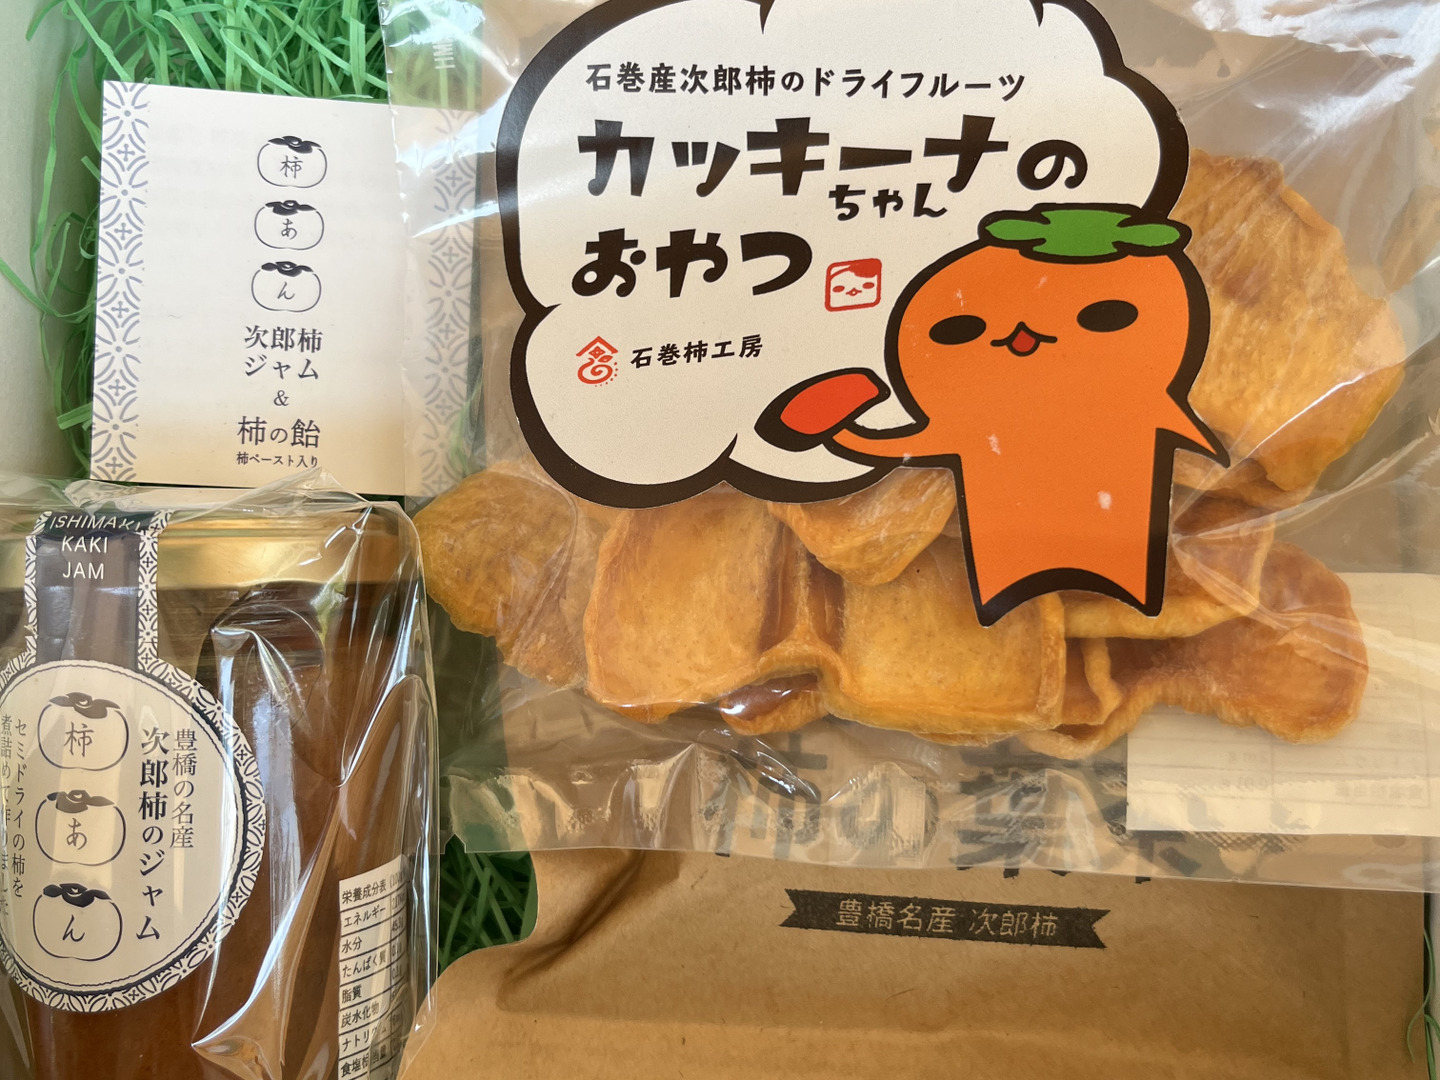 石巻産次郎柿のドライフルーツ
カッキーナの
ちゃん
おやつ
石巻柿工房
柿
あ
ん
次郎柿
ジャム
&
柿の飴
柿ペースト入り
ISHIMAKI
KAKI
JAM
豊橋の名産
次郎柿のジャム
柿
あ
ん
セミドライの柿を
煮詰めて作りました
栄養成分表
エネルギー
水分
たんぱく質
脂質
炭水化物
ナトリウム
食塩相当量
豊橋名産 次郎柿